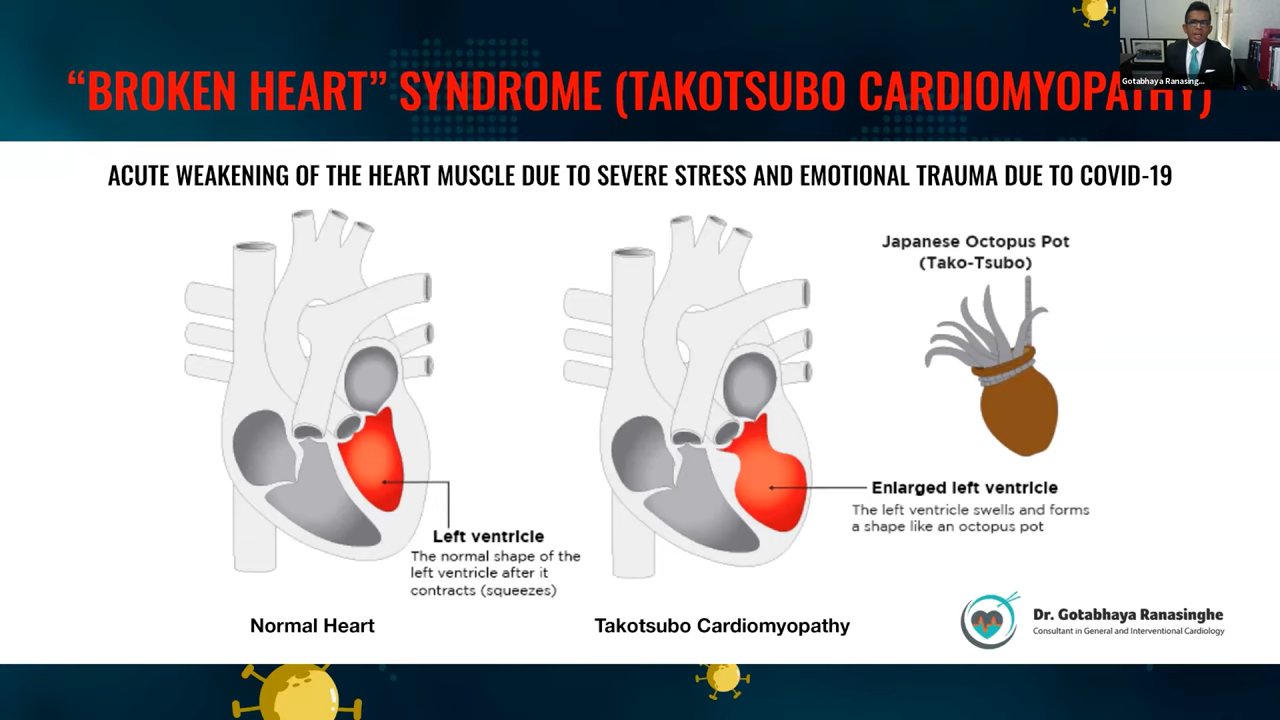 “BROKEN HEART” SYNDROME (TAKOTSUBO CARDIOMYOPATHY)
Gotabhaya Ranasing...
ACUTE WEAKENING OF THE HEART MUSCLE DUE TO SEVERE STRESS AND EMOTIONAL TRAUMA DUE TO COVID-19
Japanese Octopus Pot
(Tako-Tsubo)
Enlarged left ventricle
The left ventricle swells and forms
a shape like an octopus pot
Left ventricle
The normal shape of the
left ventricle after it
contracts (squeezes)
Normal Heart
Takotsubo Cardiomyopathy
Dr. Gotabhaya Ranasinghe
Consultant in General and Interventional Cardiology